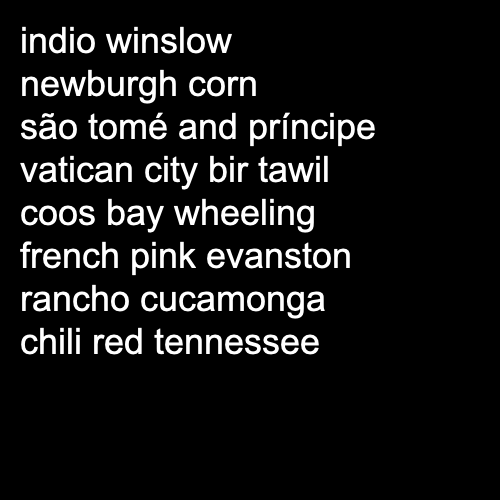 indio winslow
newburgh corn
são tomé and príncipe
vatican city bir tawil
coos bay wheeling
french pink evanston
rancho cucamonga
chili red tennessee